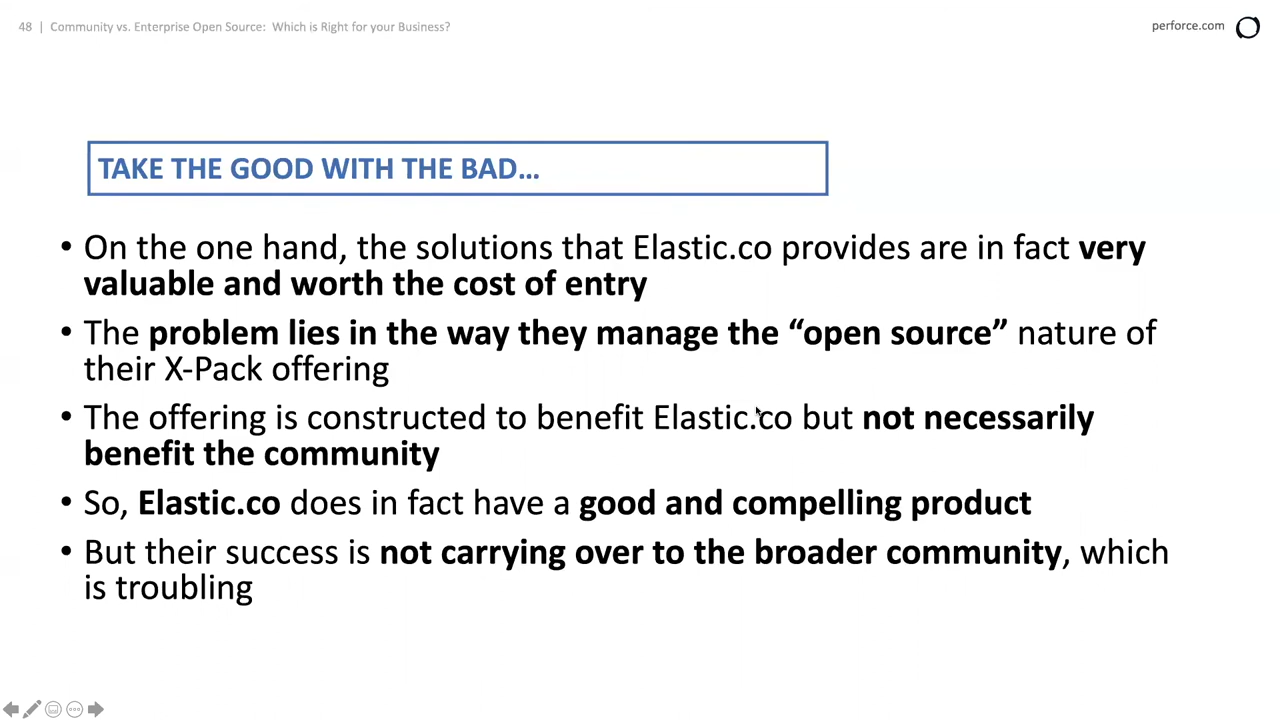 48 | Community vs. Enterprise Open Source: Which is Right for your Business?
perforce.com
TAKE THE GOOD WITH THE BAD...
• On the one hand, the solutions that Elastic.co provides are in fact very
valuable and worth the cost of entry
• The problem lies in the way they manage the “open source” nature of
their X-Pack offering
• The offering is constructed to benefit Elastic.co but not necessarily
benefit the community
• So, Elastic.co does in fact have a good and compelling product
• But their success is not carrying over to the broader community, which
is troubling